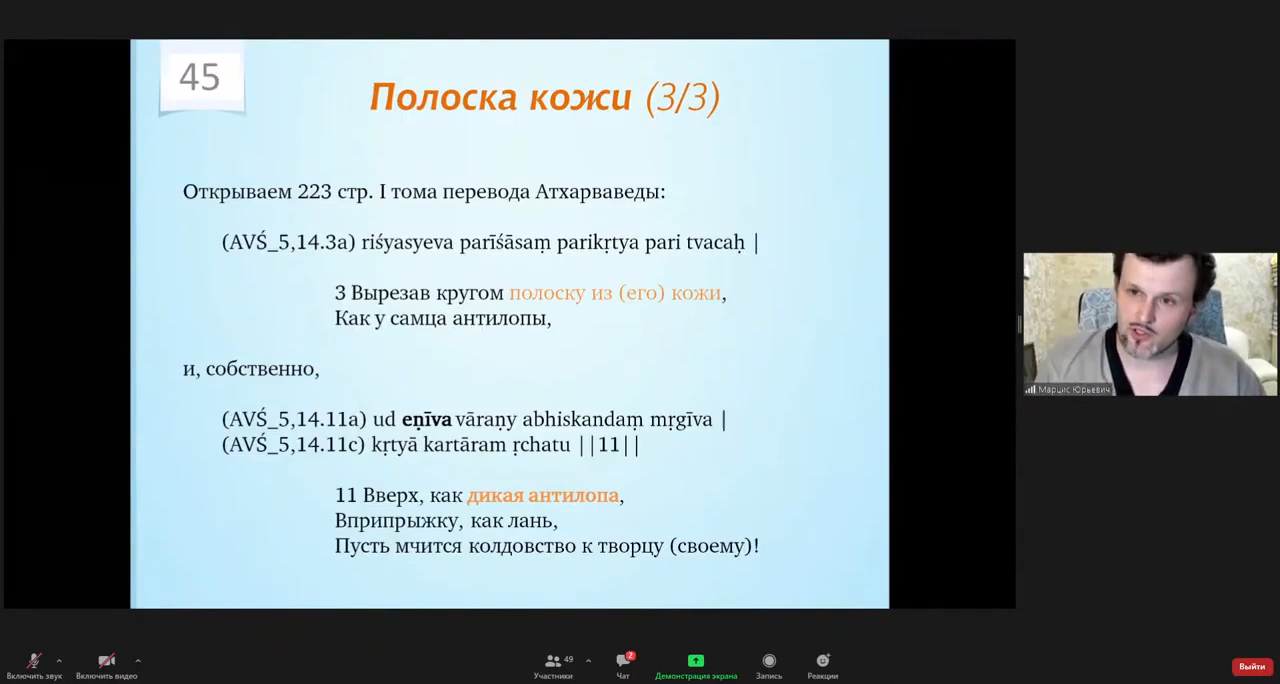 45
Полоска кожи (3/3)
Открываем 223 стр. I тома перевода Атхарваведы:
(AVŚ_5,14.3a) riśyasyeva parīśāsaṃ parikṛtya pari tvacaḥ |
3 Вырезав кругом полоску из (его) кожи,
Как у самца антилопы,
и, собственно,
(AVŚ_5,14.11a) ud eṇīva vāraṇy abhiskandaṃ mṛgīva |
(AVŚ_5,14.11c) kṛtyā kartāram ṛchatu ||11||
11 Вверх, как дикая антилопа,
Вприпрыжку, как лань,
Пусть мчится колдовство к творцу (своему)!
Марцис Юрьевич
49
2
Включить звук
Включить видео
Участники
Чат
Демонстрация экрана
Запись
Реакции
Выйти